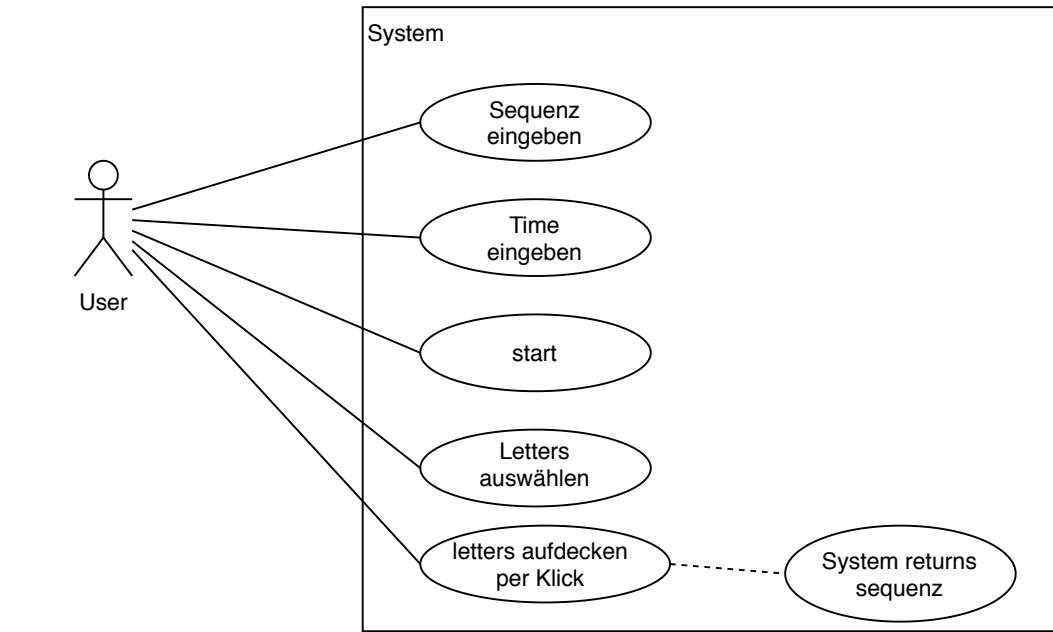 System
Sequenz
eingeben
Time
eingeben
User
start
Letters
auswählen
letters aufdecken
per Klick
System returns
sequenz